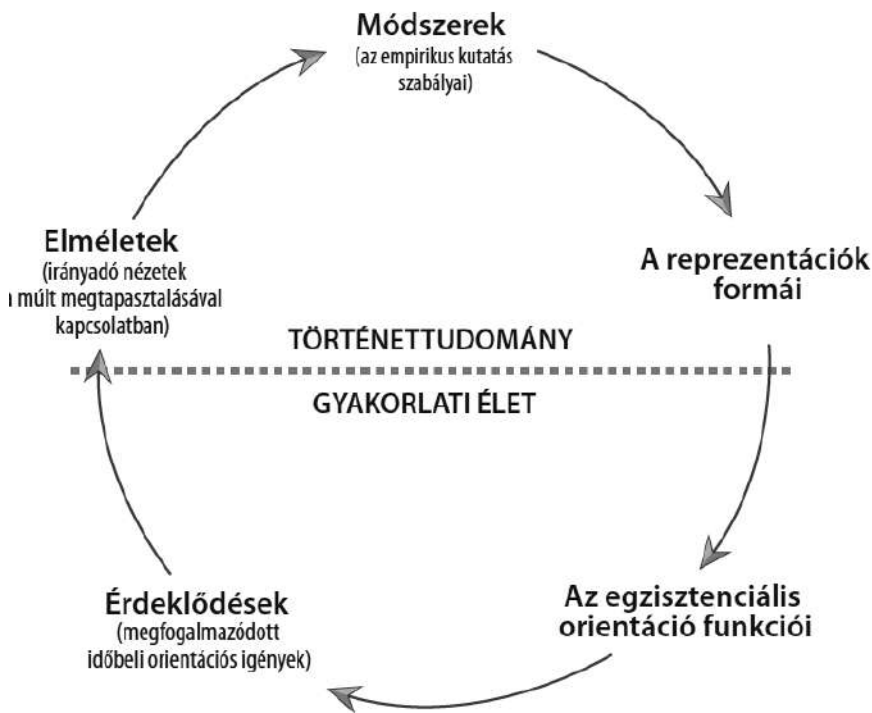 Módszerek
(az empirikus kutatás
szabályai)
Elméletek
(irányadó nézetek
a múlt megtapasztalásával
kapcsolatban)
A reprezentációk
formái
TÖRTÉNETTUDOMÁNY
GYAKORLATI ÉLET
Érdeklődések
(megfogalmazódott
időbeli orientációs igények)
Az egzisztenciális
orientáció funkciói